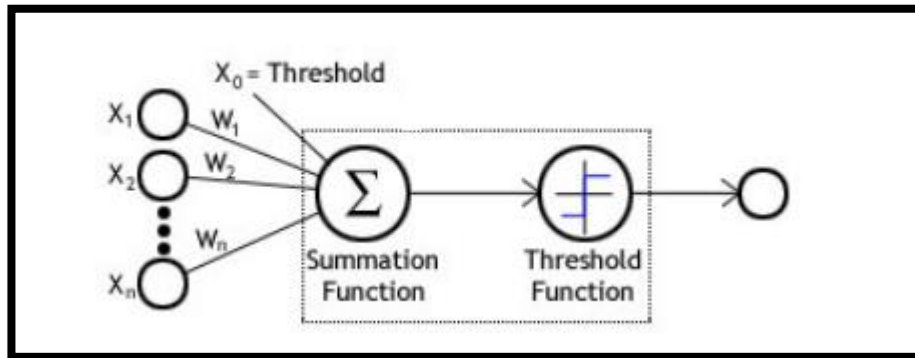 X₀ = Threshold
X₁
W₁
X₂
W₂
Wₙ
Xₙ
Σ
Summation
Function
Threshold
Function